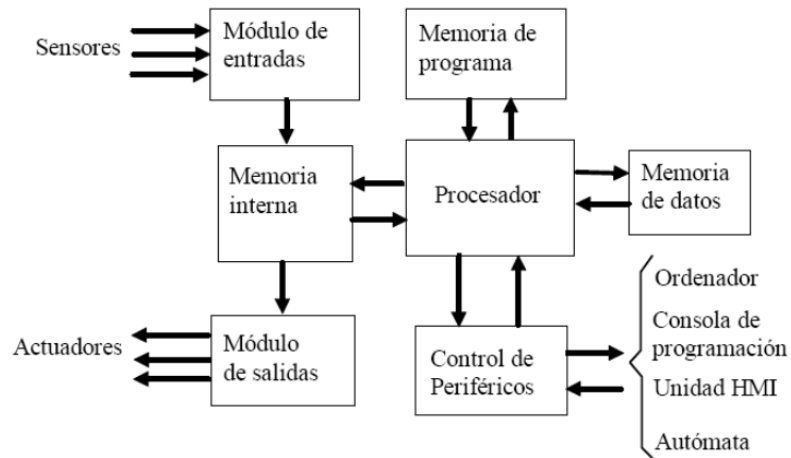 Sensores
Módulo de
entradas
Memoria de
programa
Memoria
interna
Procesador
Memoria
de datos
Actuadores
Módulo
de salidas
Control de
Periféricos
Ordenador
Consola de
programación
Unidad HMI
Autómata